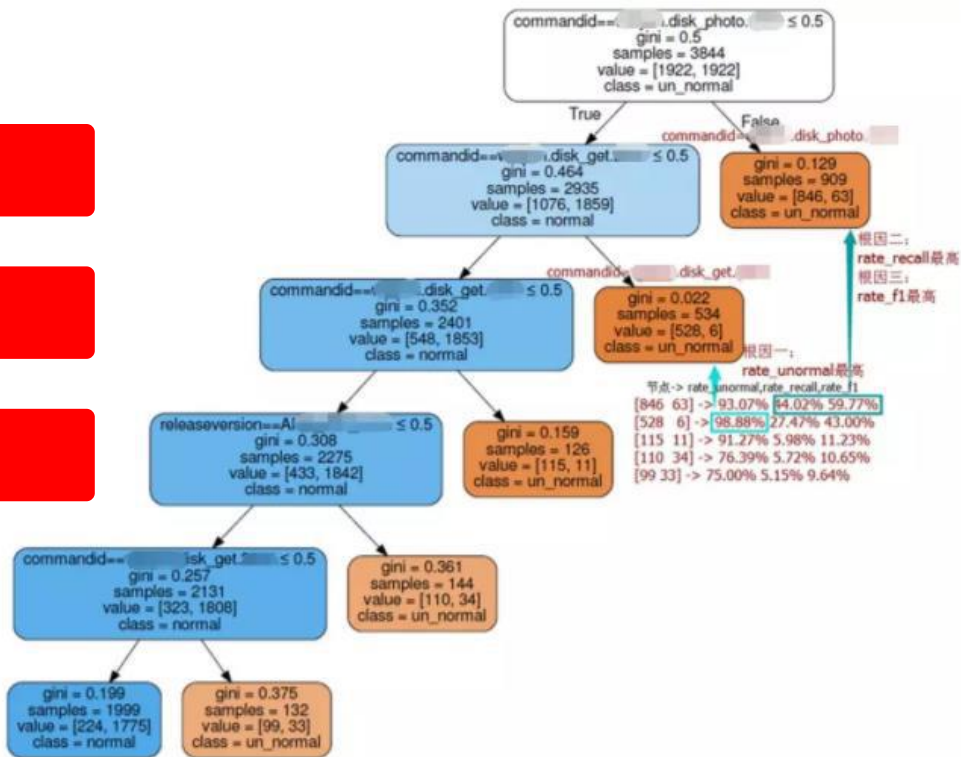 commandid== .disk_photo. ≤ 0.5
gini = 0.5
samples = 3844
value = [1922, 1922]
class = un_normal
True
False
commandid= .disk_photo.
commandid== .disk_get. ≤ 0.5
gini = 0.464
samples = 2935
value = [1076, 1859]
class = normal
gini = 0.129
samples = 909
value = [846, 63]
class = un_normal
根因二：
rate_recall最高
根因三：
rate_f1最高
commandid= .disk_get.
commandid== .disk_get. ≤ 0.5
gini = 0.352
samples = 2401
value = [548, 1853]
class = normal
gini = 0.022
samples = 534
value = [528, 6]
class = un_normal
根因一：
rate_unormal最高
节点-> rate_unormal,rate_recall,rate_f1
[846 63] -> 93.07% 44.02% 59.77%
[528 6] -> 98.88% 27.47% 43.00%
[115 11] -> 91.27% 5.98% 11.23%
[110 34] -> 76.39% 5.72% 10.65%
[99 33] -> 75.00% 5.15% 9.64%
releaseversion==AI ≤ 0.5
gini = 0.308
samples = 2275
value = [433, 1842]
class = normal
gini = 0.159
samples = 126
value = [115, 11]
class = un_normal
commandid== isk_get. ≤ 0.5
gini = 0.257
samples = 2131
value = [323, 1808]
class = normal
gini = 0.361
samples = 144
value = [110, 34]
class = un_normal
gini = 0.199
samples = 1999
value = [224, 1775]
class = normal
gini = 0.375
samples = 132
value = [99, 33]
class = un_normal